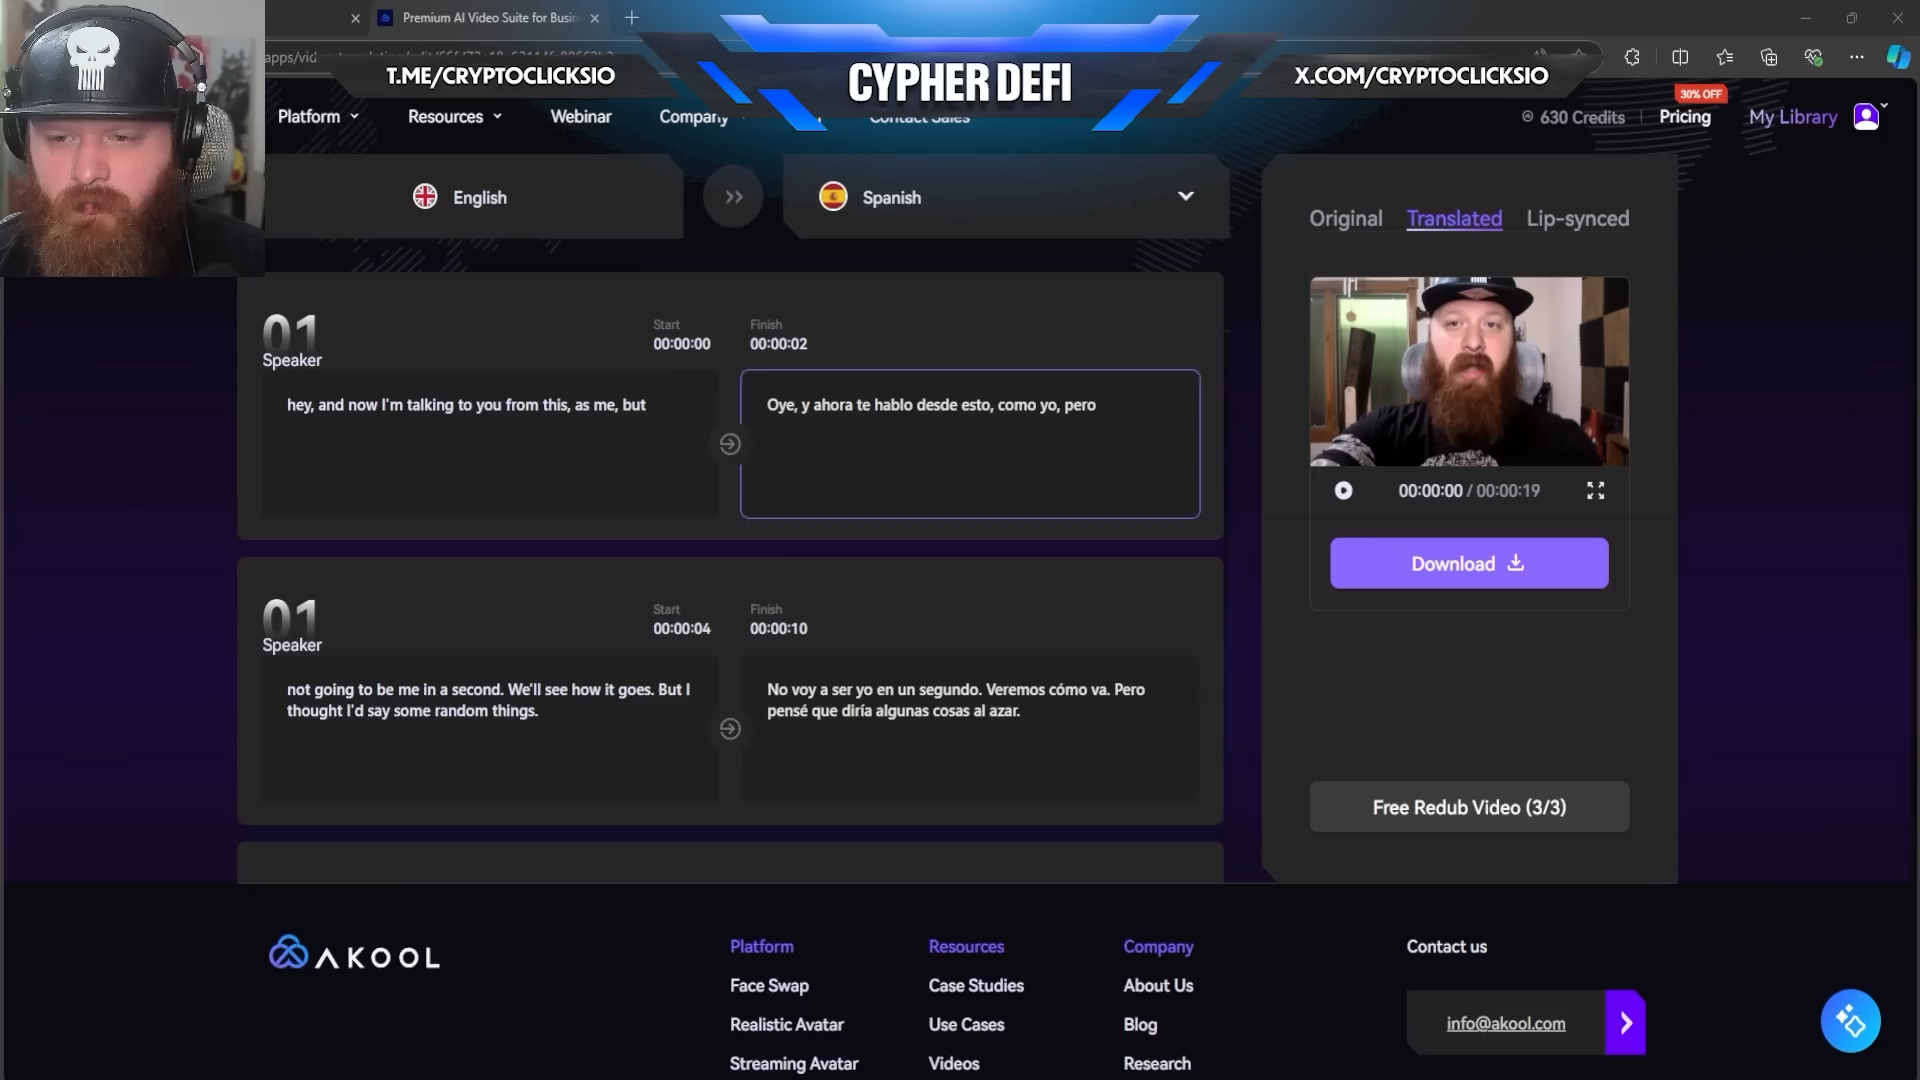 Premium AI Video Suite for Busin
apps/vid
T.ME/CRYPTOCLICKSIO
CYPHER DEFI
X.COM/CRYPTOCLICKSIO
30% OFF
Platform
Resources
Webinar
Company
Contact Sales
630 Credits
Pricing
My Library
English
Spanish
Original
Translated
Lip-synced
01
Speaker
Start
00:00:00
Finish
00:00:02
hey, and now I'm talking to you from this, as me, but
Oye, y ahora te hablo desde esto, como yo, pero
00:00:00 / 00:00:19
Download
01
Speaker
Start
00:00:04
Finish
00:00:10
not going to be me in a second. We'll see how it goes. But I
thought I'd say some random things.
No voy a ser yo en un segundo. Veremos cómo va. Pero
pensé que diría algunas cosas al azar.
Free Redub Video (3/3)
AKOOL
Platform
Face Swap
Realistic Avatar
Streaming Avatar
Resources
Case Studies
Use Cases
Videos
Company
About Us
Blog
Research
Contact us
info@akool.com